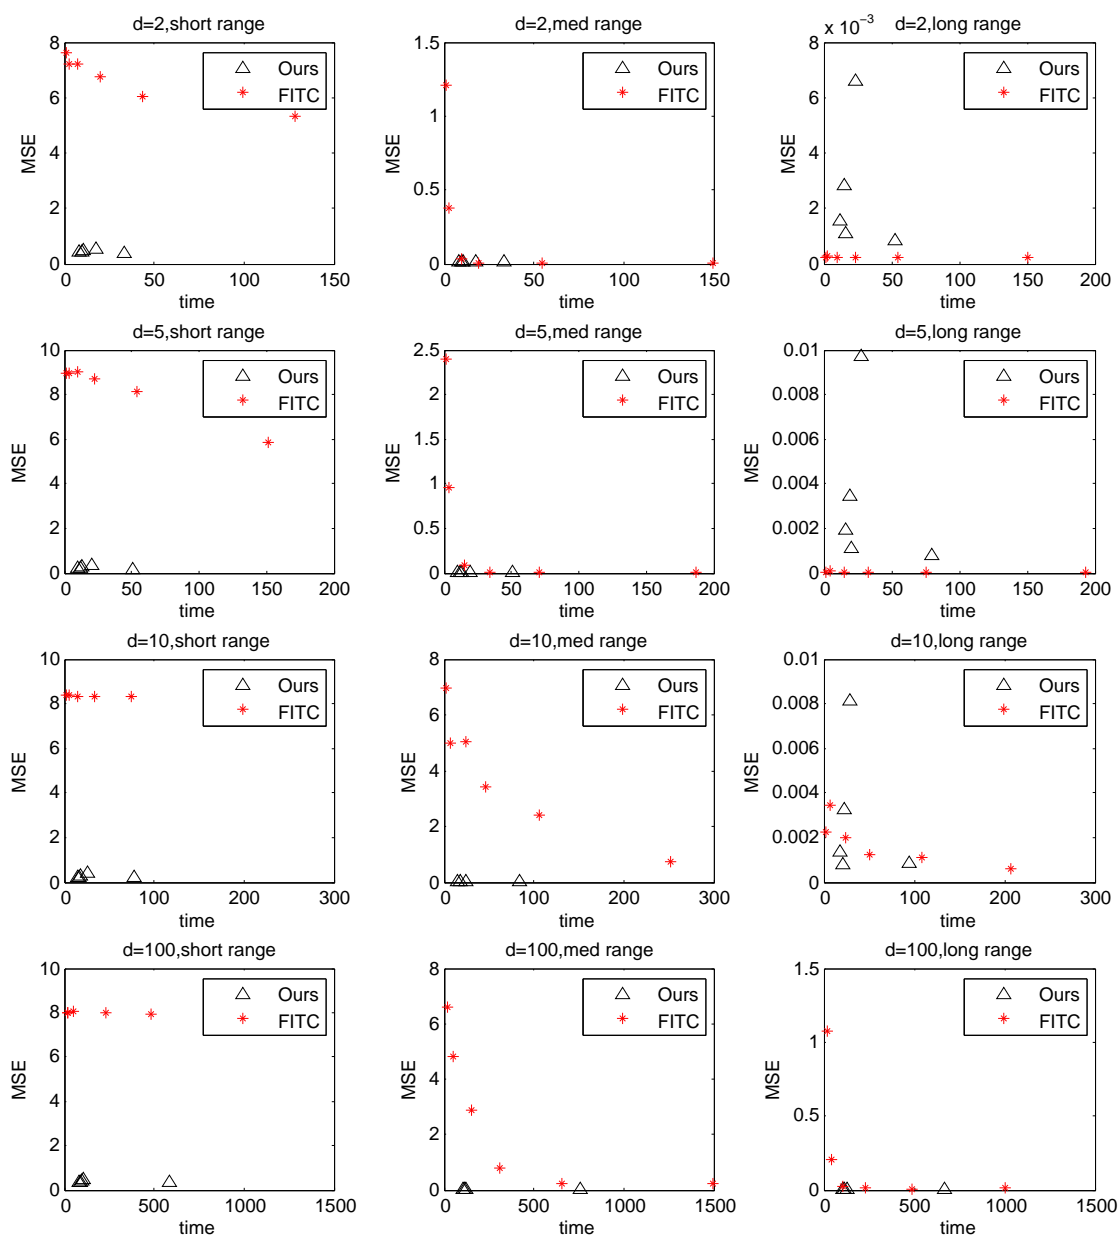 d=2,short range
8
6
4
2
0
0 50 100 150
MSE
time
Ours
FITC
d=2,med range
1.5
1
0.5
0
0 50 100 150
MSE
time
Ours
FITC
d=2,long range
x 10^-3
8
6
4
2
0
0 50 100 150 200
MSE
time
Ours
FITC
d=5,short range
10
8
6
4
2
0
0 50 100 150 200
MSE
time
Ours
FITC
d=5,med range
2.5
2
1.5
1
0.5
0
0 50 100 150 200
MSE
time
Ours
FITC
d=5,long range
0.01
0.008
0.006
0.004
0.002
0
0 50 100 150 200
MSE
time
Ours
FITC
d=10,short range
10
8
6
4
2
0
0 100 200 300
MSE
time
Ours
FITC
d=10,med range
8
6
4
2
0
0 100 200 300
MSE
time
Ours
FITC
d=10,long range
0.01
0.008
0.006
0.004
0.002
0
0 100 200 300
MSE
time
Ours
FITC
d=100,short range
10
8
6
4
2
0
0 500 1000 1500
MSE
time
Ours
FITC
d=100,med range
8
6
4
2
0
0 500 1000 1500
MSE
time
Ours
FITC
d=100,long range
1.5
1
0.5
0
0 500 1000 1500
MSE
time
Ours
FITC